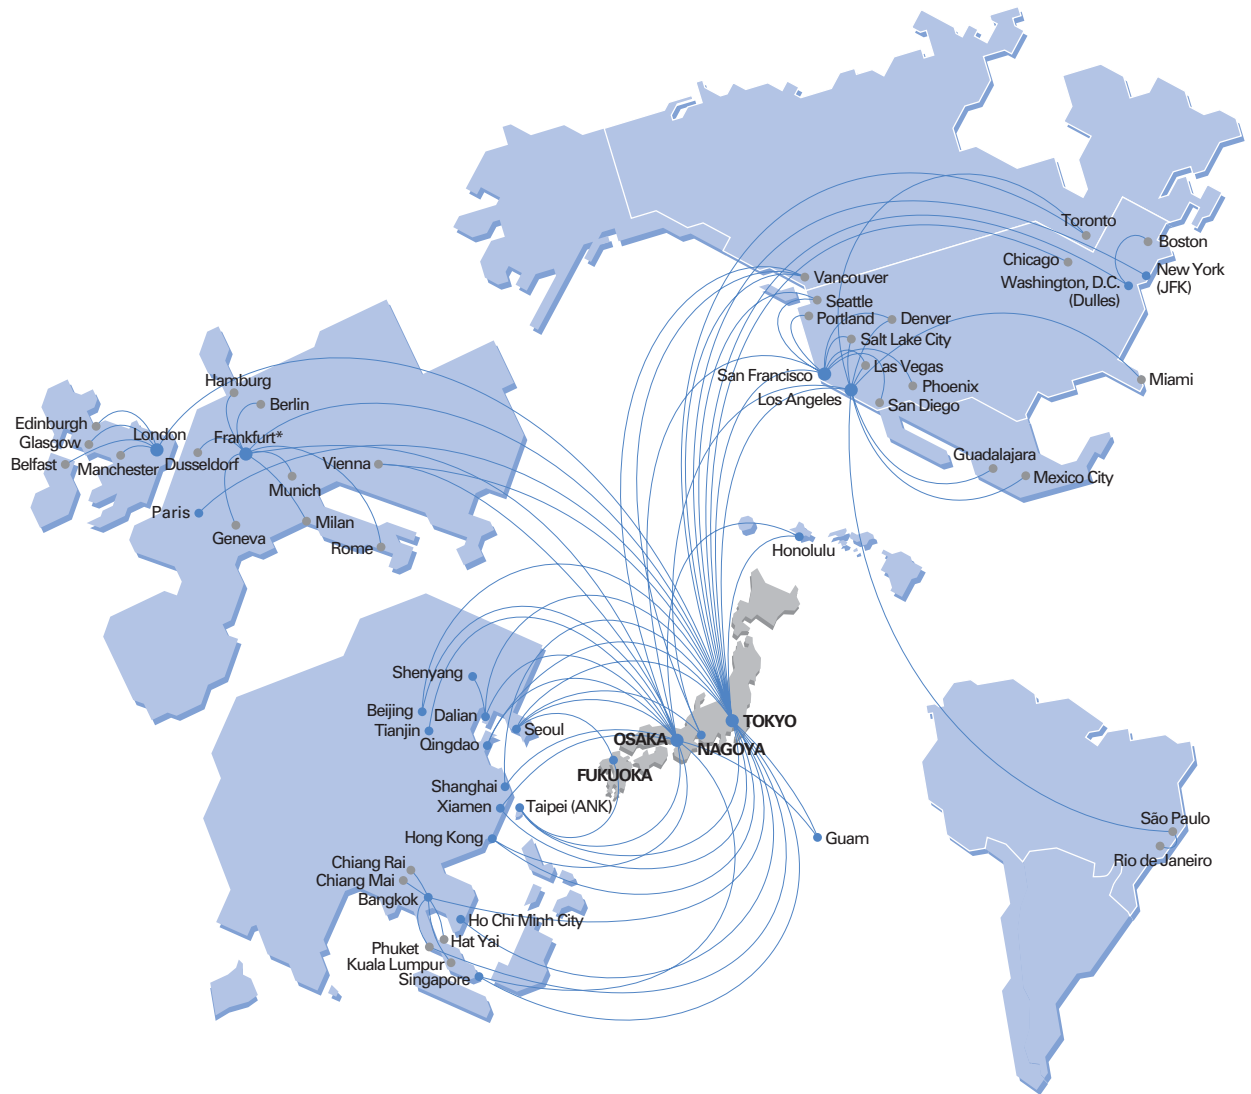 Toronto
Boston
Chicago
New York
(JFK)
Washington, D.C.
(Dulles)
Vancouver
Seattle
Portland
Denver
Salt Lake City
Las Vegas
San Francisco
Phoenix
Miami
Los Angeles
San Diego
Guadalajara
Mexico City
Hamburg
Berlin
Edinburgh
Glasgow
London
Frankfurt*
Belfast
Manchester
Dusseldorf
Vienna
Munich
Paris
Milan
Geneva
Rome
Honolulu
Shenyang
Beijing
Dalian
Tianjin
Seoul
Qingdao
TOKYO
OSAKA
NAGOYA
FUKUOKA
Shanghai
Xiamen
Taipei (ANK)
Hong Kong
Guam
São Paulo
Rio de Janeiro
Chiang Rai
Chiang Mai
Bangkok
Ho Chi Minh City
Hat Yai
Phuket
Kuala Lumpur
Singapore